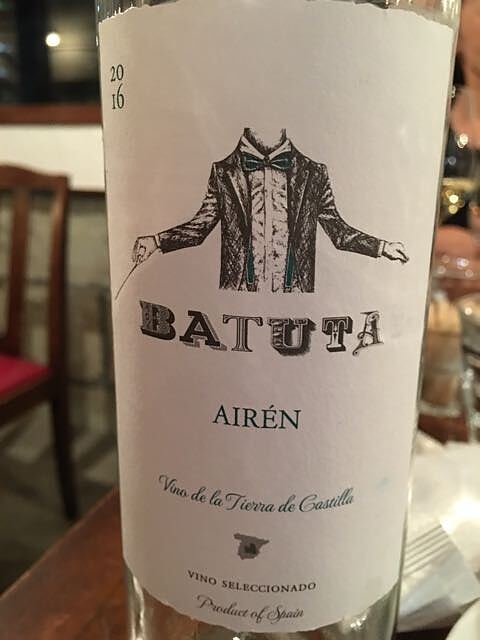 20
16
BATUTA
AIRÉN
Vino de la Tierra de Castilla
VINO SELECCIONADO
Product of Spain